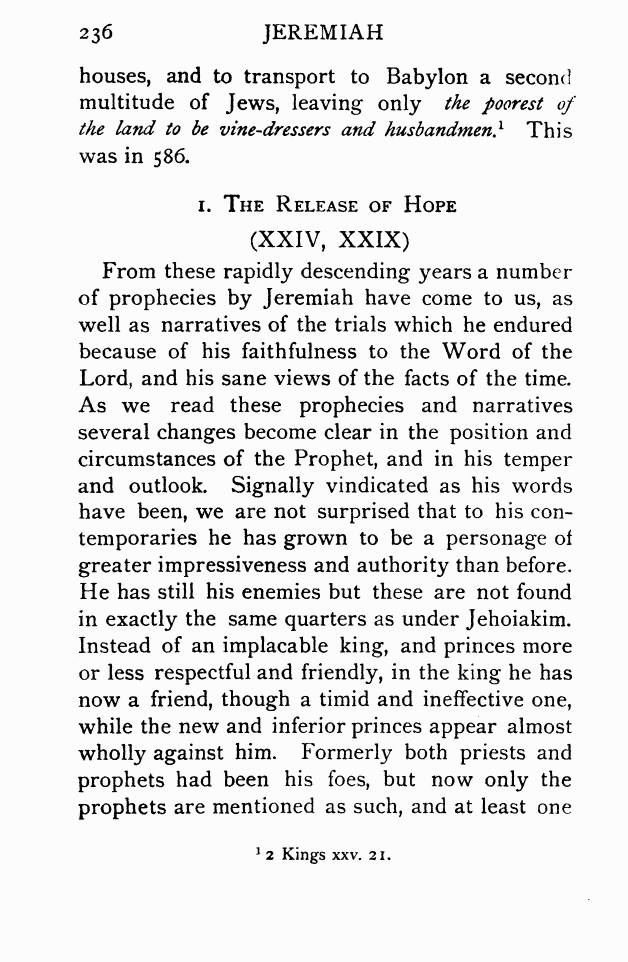 236 JEREMIAH
houses, and to transport to Babylon a second
multitude of Jews, leaving only the poorest of
the land to be vine-dressers and husbandmen.¹ This
was in 586.
1. THE RELEASE OF HOPE
(XXIV, XXIX)
From these rapidly descending years a number
of prophecies by Jeremiah have come to us, as
well as narratives of the trials which he endured
because of his faithfulness to the Word of the
Lord, and his sane views of the facts of the time.
As we read these prophecies and narratives
several changes become clear in the position and
circumstances of the Prophet, and in his temper
and outlook. Signally vindicated as his words
have been, we are not surprised that to his con-
temporaries he has grown to be a personage of
greater impressiveness and authority than before.
He has still his enemies but these are not found
in exactly the same quarters as under Jehoiakim.
Instead of an implacable king, and princes more
or less respectful and friendly, in the king he has
now a friend, though a timid and ineffective one,
while the new and inferior princes appear almost
wholly against him. Formerly both priests and
prophets had been his foes, but now only the
prophets are mentioned as such, and at least one
¹ 2 Kings xxv. 21.